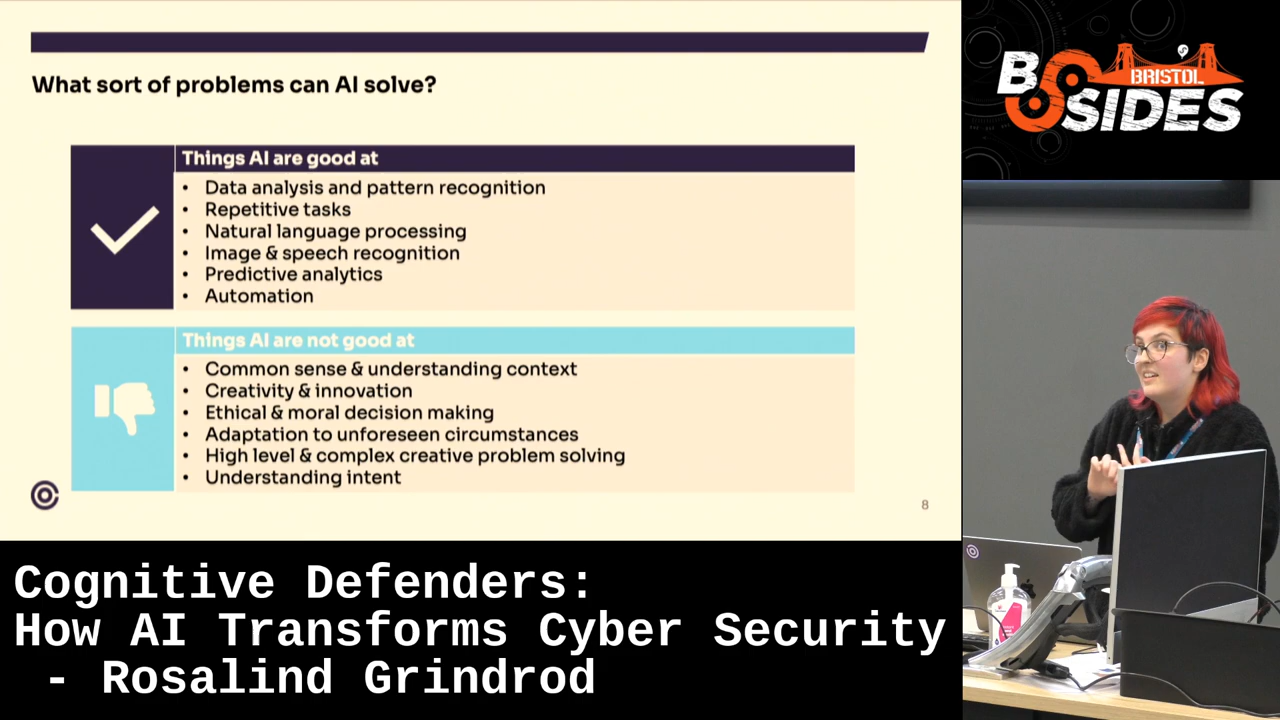 What sort of problems can AI solve?
Things AI are good at
• Data analysis and pattern recognition
• Repetitive tasks
• Natural language processing
• Image & speech recognition
• Predictive analytics
• Automation
Things AI are not good at
• Common sense & understanding context
• Creativity & innovation
• Ethical & moral decision making
• Adaptation to unforeseen circumstances
• High level & complex creative problem solving
• Understanding intent
8
BSIDES
BRISTOL
Cognitive Defenders:
How AI Transforms Cyber Security
- Rosalind Grindrod